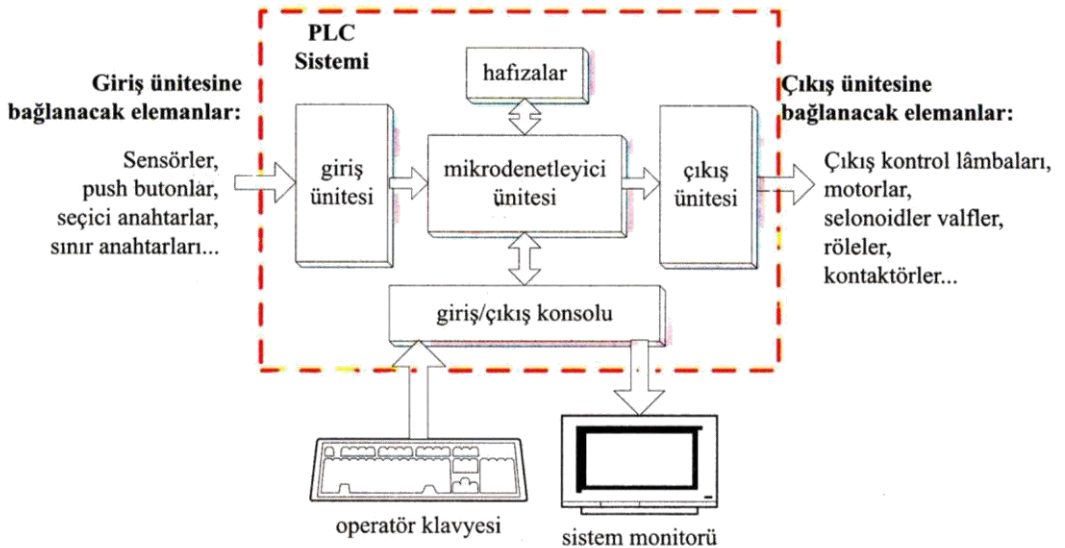 PLC
Sistemi
hafızalar
Giriş ünitesine
bağlanacak elemanlar:
Sensörler,
push butonlar,
seçici anahtarlar,
sınır anahtarları...
giriş
ünitesi
mikrodenetleyici
ünitesi
çıkış
ünitesi
Çıkış ünitesine
bağlanacak elemanlar:
Çıkış kontrol lâmbaları,
motorlar,
selonoidler valfler,
röleler,
kontaktörler...
giriş/çıkış konsolu
operatör klavyesi
sistem monitorü